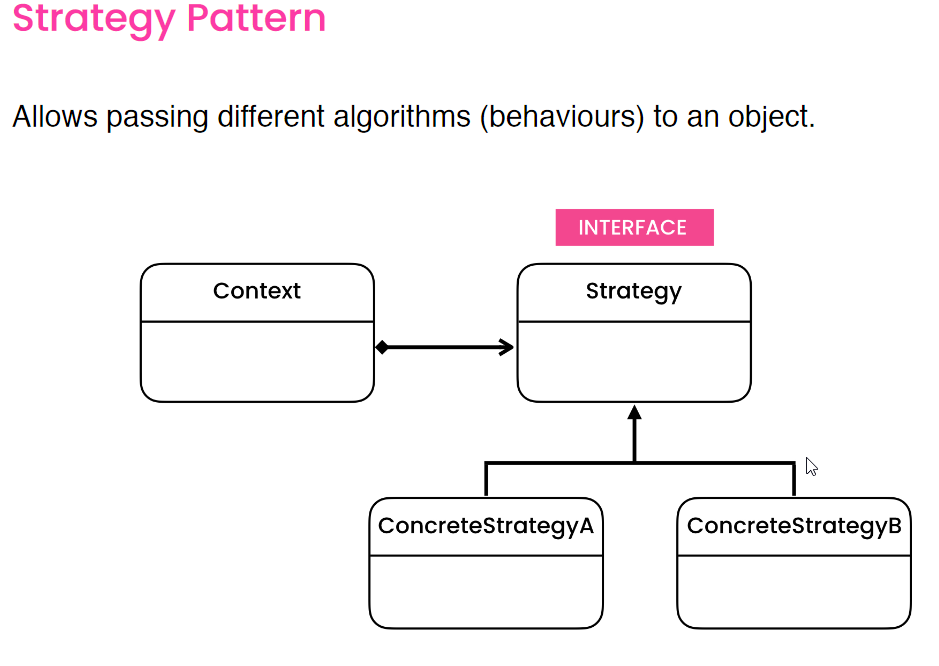 Strategy Pattern
Allows passing different algorithms (behaviours) to an object.
INTERFACE
Context
Strategy
ConcreteStrategyA
ConcreteStrategyB